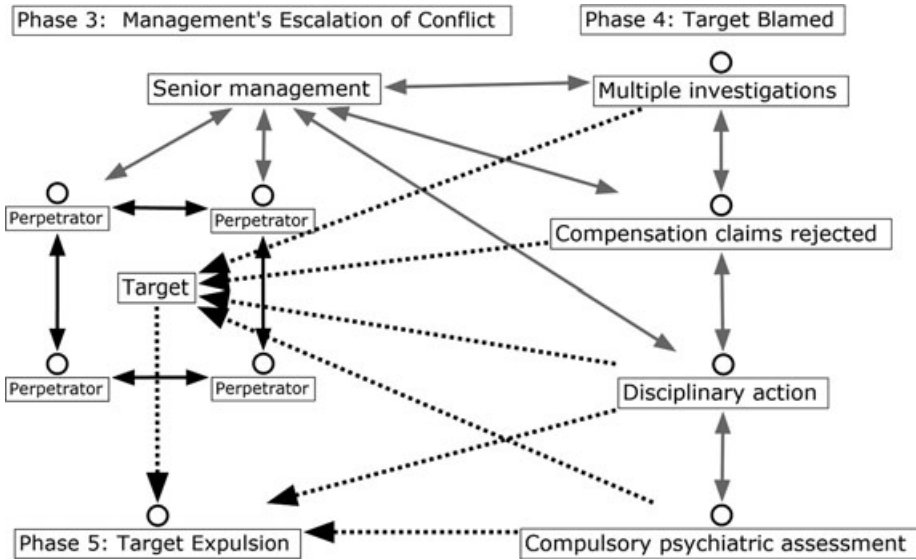 Phase 3: Management's Escalation of Conflict
Phase 4: Target Blamed
Senior management
Multiple investigations
Perpetrator
Perpetrator
Compensation claims rejected
Target
Perpetrator
Perpetrator
Disciplinary action
Phase 5: Target Expulsion
Compulsory psychiatric assessment